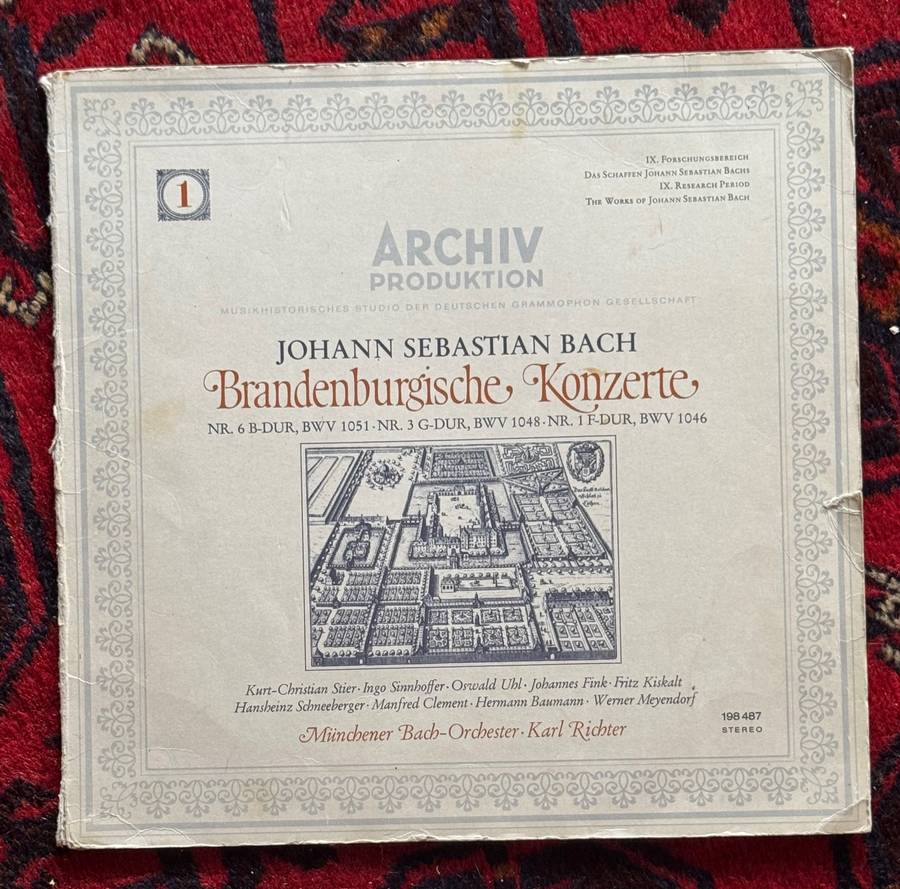 1
IX. Forschungsbereich
Das Schaffen Johann Sebastian Bachs
IX. Research Period
The Works of Johann Sebastian Bach
ARCHIV
PRODUKTION
MUSIKHISTORISCHES STUDIO DER DEUTSCHEN GRAMMOPHON GESELLSCHAFT
JOHANN SEBASTIAN BACH
Brandenburgische Konzerte
NR. 6 B-DUR, BWV 1051 · NR. 3 G-DUR, BWV 1048 · NR. 1 F-DUR, BWV 1046
Kurt-Christian Stier · Ingo Sinnhoffer · Oswald Uhl · Johannes Fink · Fritz Kiskalt
Hansheinz Schneeberger · Manfred Clement · Hermann Baumann · Werner Meyendorf
Münchener Bach-Orchester · Karl Richter
198 487
STEREO